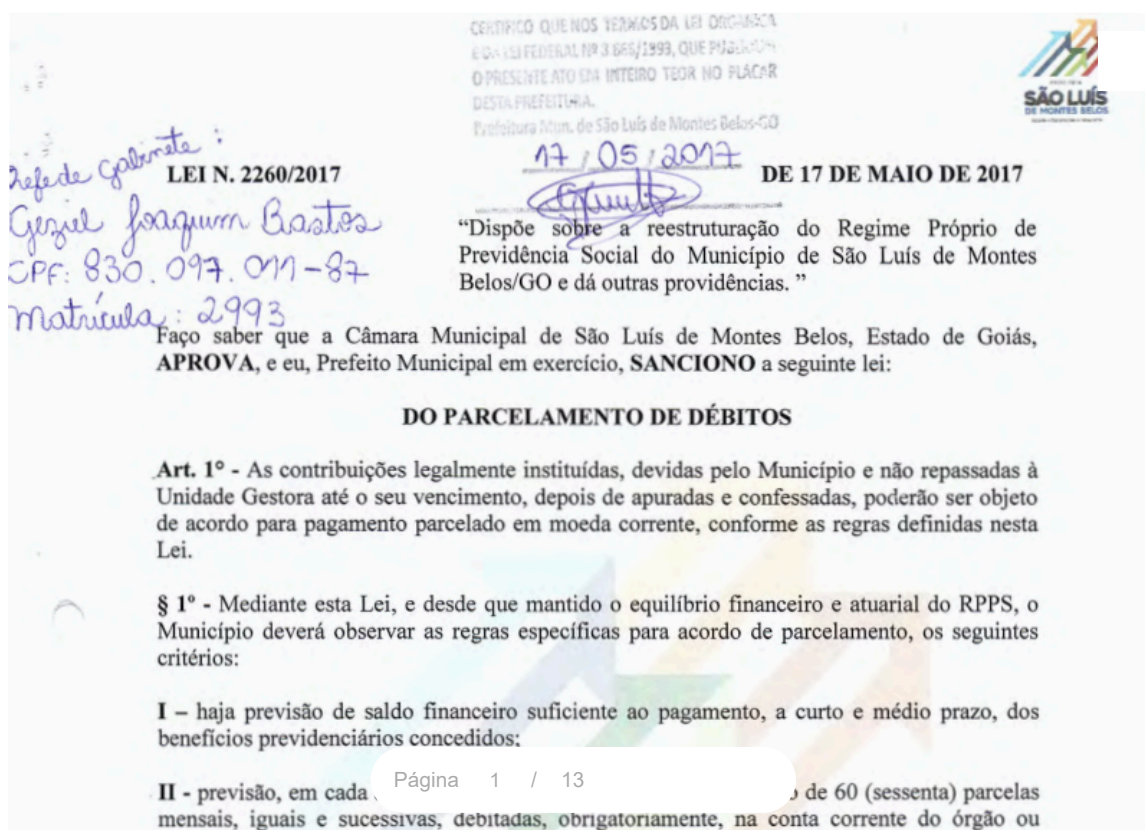 CERTIFICO QUE NOS TERMOS DA LEI ORGANICA
E DA LEI FEDERAL Nº 8.666/1993, QUE
O PRESENTE ATO EM INTEIRO TEOR NO PLACAR
DESTA PREFEITURA.
Prefeitura Mun. de São Luís de Montes Belos-GO
17 / 05 / 2017
SÃO LUÍS
DE MONTES BELOS
Chefe de Gabinete :
Geziel Joaquim Bastos
CPF: 830.097.011-87
Matrícula : 2993
LEI N. 2260/2017
DE 17 DE MAIO DE 2017
“Dispõe sobre a reestruturação do Regime Próprio de
Previdência Social do Município de São Luís de Montes
Belos/GO e dá outras providências. ”
Faço saber que a Câmara Municipal de São Luís de Montes Belos, Estado de Goiás,
APROVA, e eu, Prefeito Municipal em exercício, SANCIONO a seguinte lei:
DO PARCELAMENTO DE DÉBITOS
Art. 1° - As contribuições legalmente instituídas, devidas pelo Município e não repassadas à
Unidade Gestora até o seu vencimento, depois de apuradas e confessadas, poderão ser objeto
de acordo para pagamento parcelado em moeda corrente, conforme as regras definidas nesta
Lei.
§ 1º - Mediante esta Lei, e desde que mantido o equilíbrio financeiro e atuarial do RPPS, o
Município deverá observar as regras específicas para acordo de parcelamento, os seguintes
critérios:
I – haja previsão de saldo financeiro suficiente ao pagamento, a curto e médio prazo, dos
benefícios previdenciários concedidos;
II - previsão, em cada
de 60 (sessenta) parcelas
mensais, iguais e sucessivas, debitadas, obrigatoriamente, na conta corrente do órgão ou
Página 1 / 13